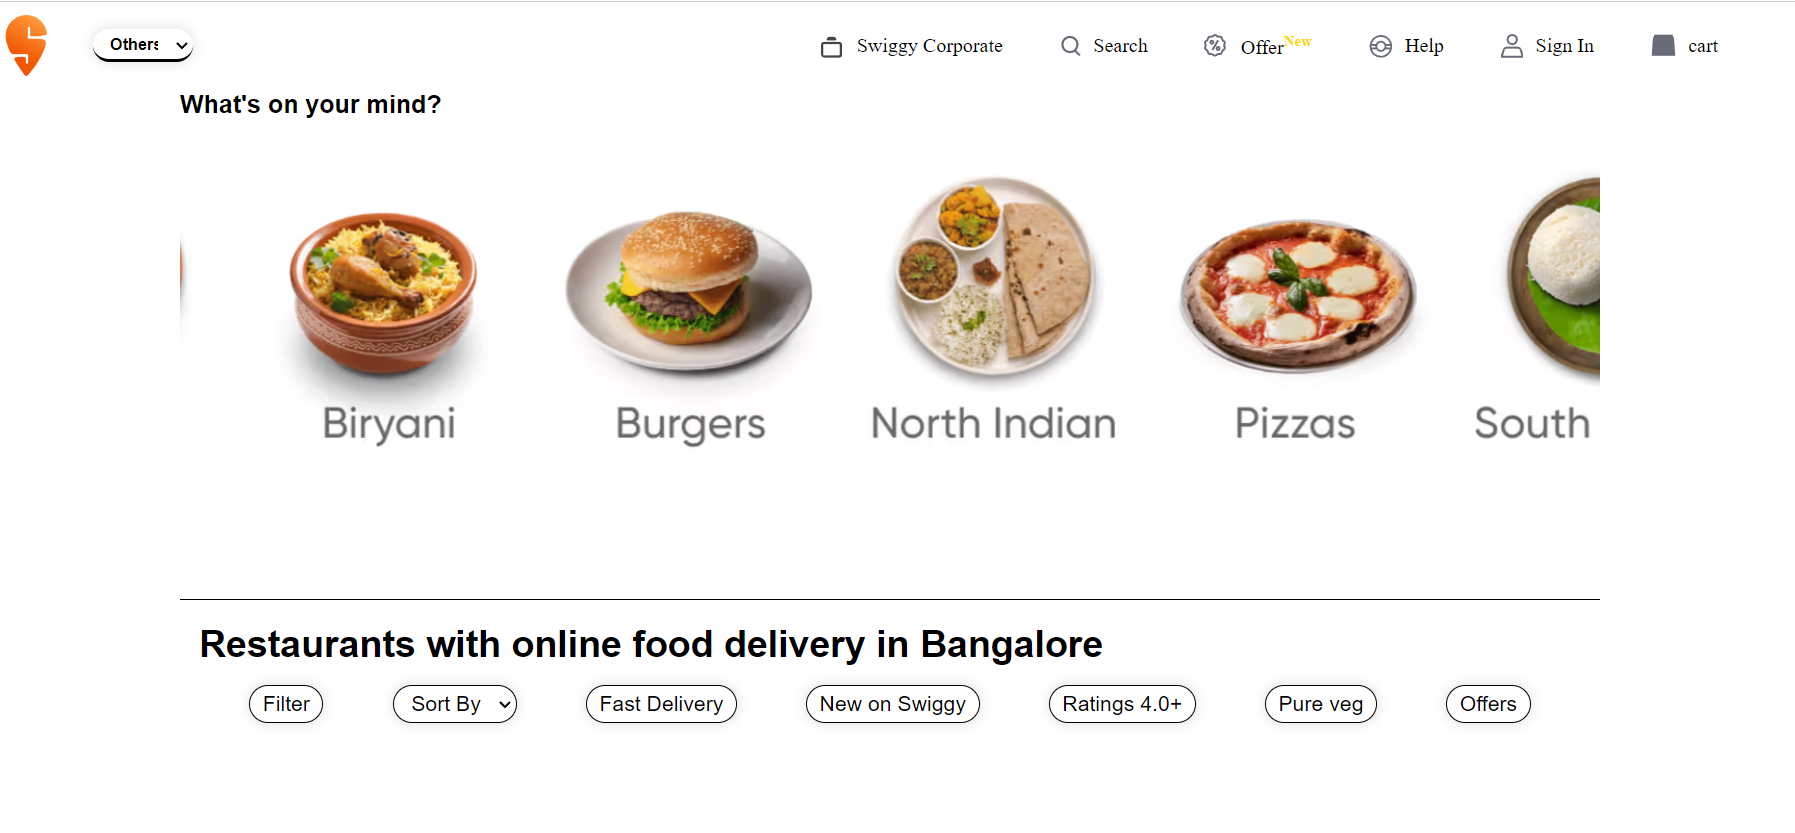 Others
Swiggy Corporate
Search
Offer New
Help
Sign In
cart
What's on your mind?
Biryani
Burgers
North Indian
Pizzas
South
Restaurants with online food delivery in Bangalore
Filter
Sort By
Fast Delivery
New on Swiggy
Ratings 4.0+
Pure veg
Offers